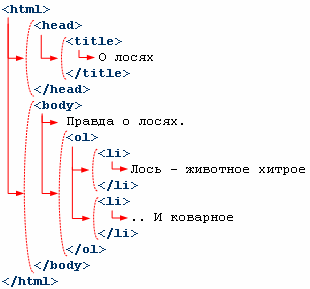 <html>
<head>
<title>
О лосях
</title>
</head>
<body>
Правда о лосях.
<ol>
<li>
Лось - животное хитрое
</li>
<li>
.. И коварное
</li>
</ol>
</body>
</html>